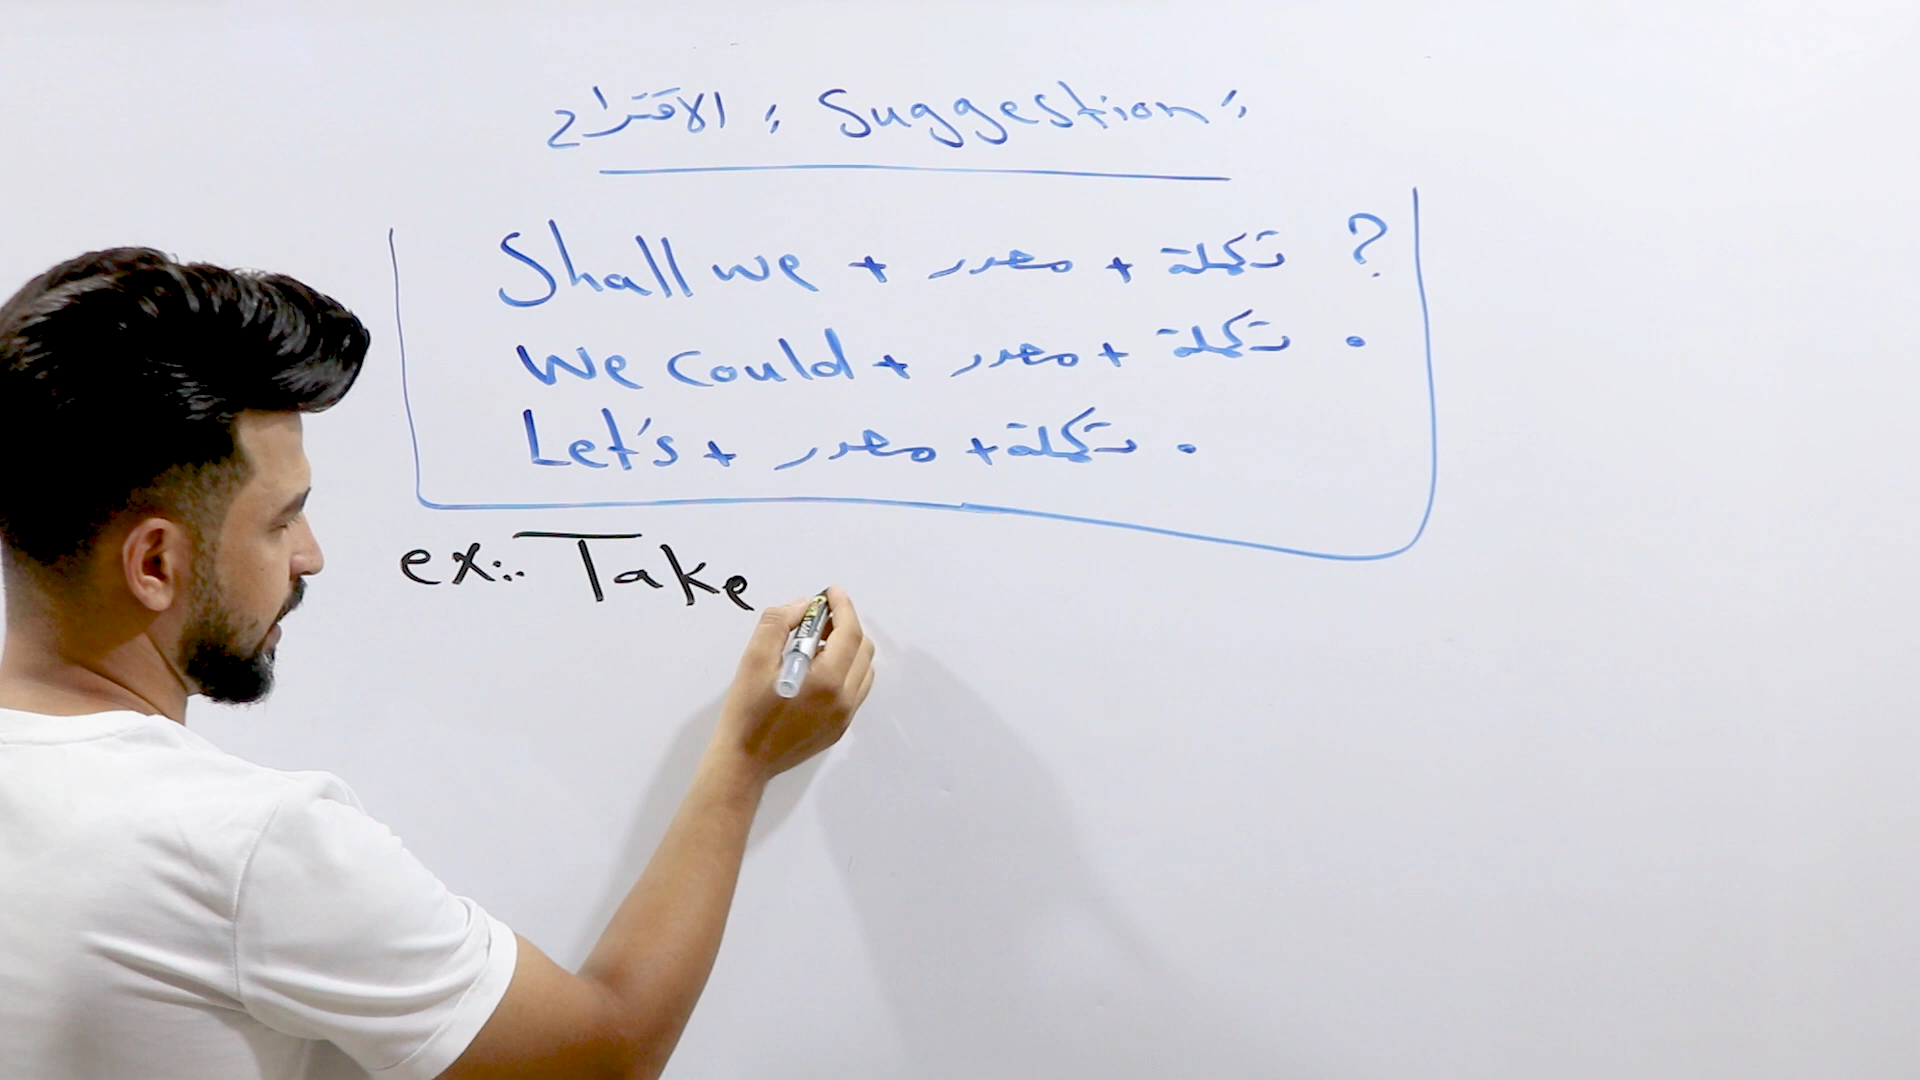 الاقتراح : Suggestion :
Shall we + مصدر + تكملة ?
We could + مصدر + تكملة .
Let's + مصدر + تكملة .
ex:. Take